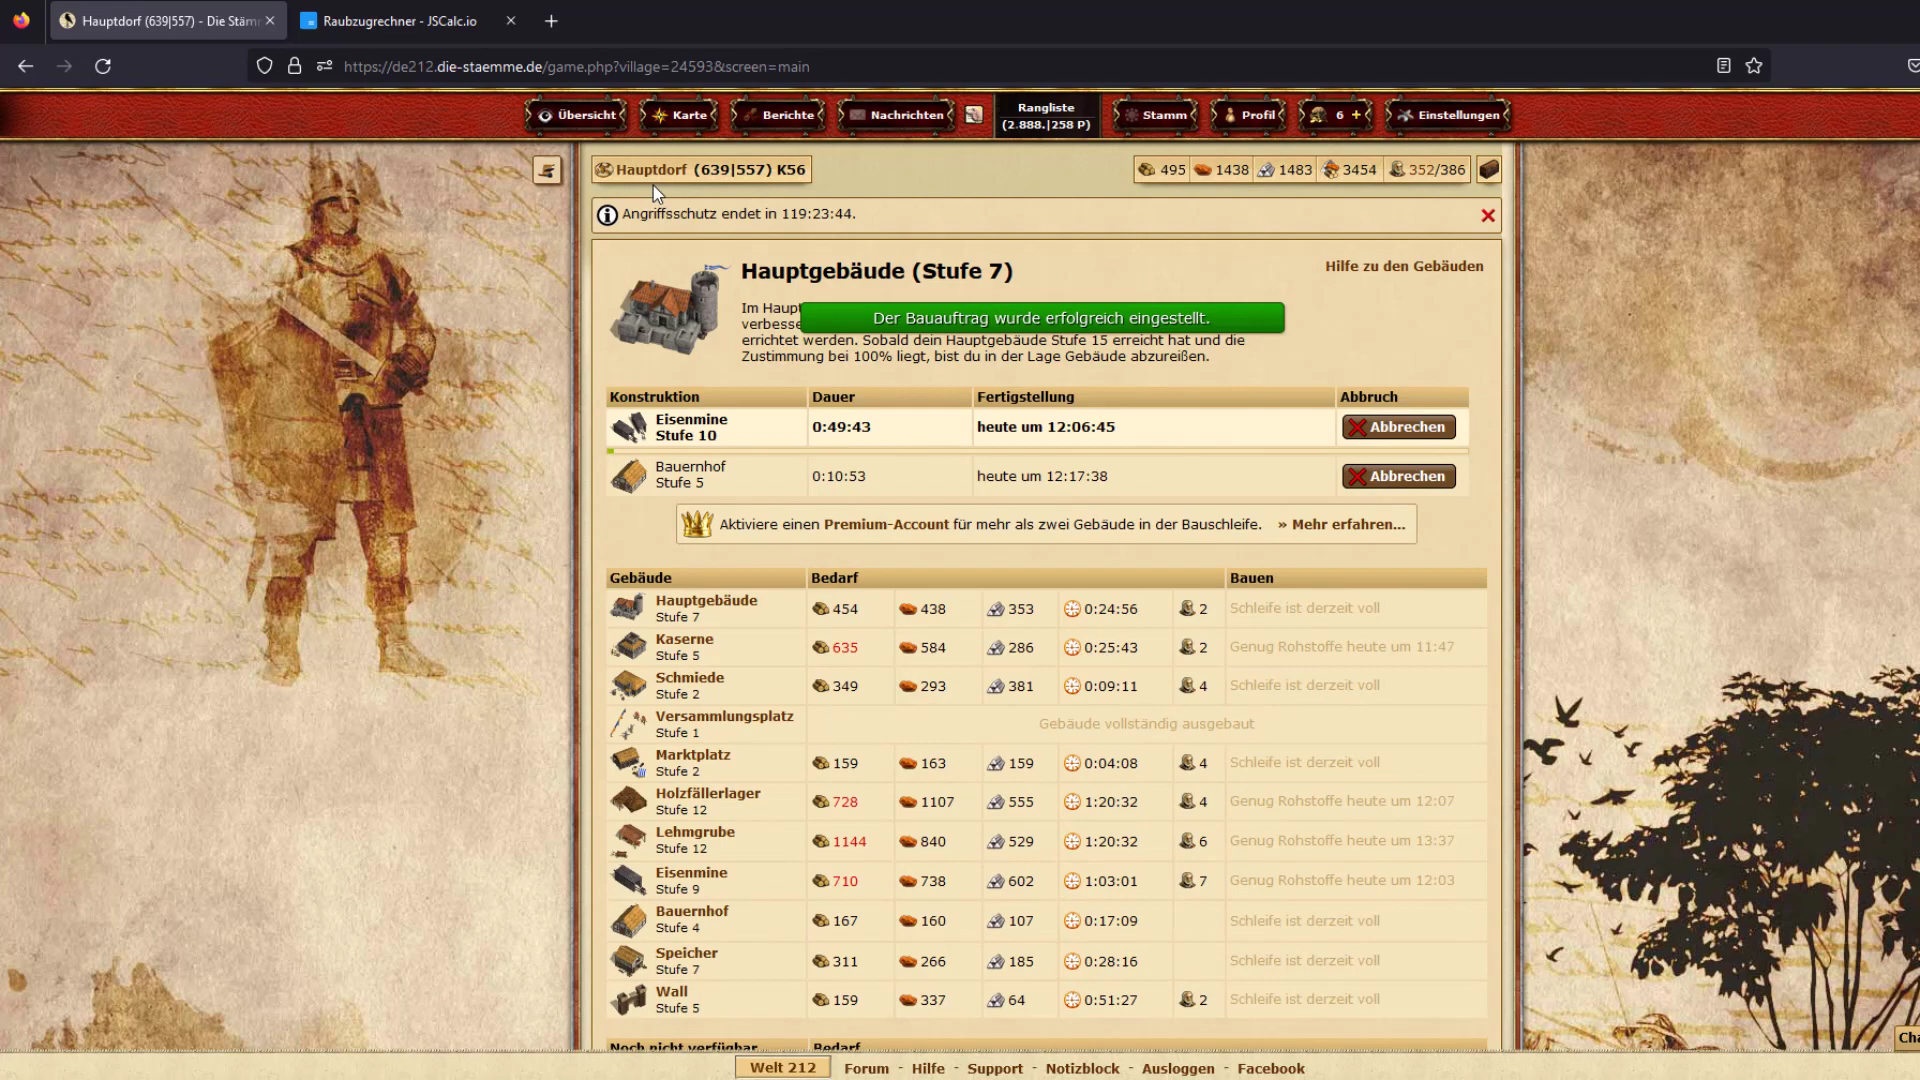 Hauptdorf (639|557) - Die Stäm
Raubzugrechner - JSCalc.io
https://de212.die-staemme.de/game.php?village=24593&screen=main
Übersicht
Karte
Berichte
Nachrichten
Rangliste
(2.888.|258 P)
Stamm
Profil
6
Einstellungen
Hauptdorf (639|557) K56
495 1438 1483 3454 352/386
Angriffsschutz endet in 119:23:44.
Hauptgebäude (Stufe 7)
Hilfe zu den Gebäuden
Im Haupt
Der Bauauftrag wurde erfolgreich eingestellt.
verbesse
errichtet werden. Sobald dein Hauptgebäude Stufe 15 erreicht hat und die
Zustimmung bei 100% liegt, bist du in der Lage Gebäude abzureißen.
Konstruktion Dauer Fertigstellung Abbruch
Eisenmine
Stufe 10
0:49:43 heute um 12:06:45 Abbrechen
Bauernhof
Stufe 5
0:10:53 heute um 12:17:38 Abbrechen
Aktiviere einen Premium-Account für mehr als zwei Gebäude in der Bauschleife. » Mehr erfahren...
Gebäude Bedarf Bauen
Hauptgebäude
Stufe 7
454 438 353 0:24:56 2 Schleife ist derzeit voll
Kaserne
Stufe 5
635 584 286 0:25:43 2 Genug Rohstoffe heute um 11:47
Schmiede
Stufe 2
349 293 381 0:09:11 4 Schleife ist derzeit voll
Versammlungsplatz
Stufe 1
Gebäude vollständig ausgebaut
Marktplatz
Stufe 2
159 163 159 0:04:08 4 Schleife ist derzeit voll
Holzfällerlager
Stufe 12
728 1107 555 1:20:32 4 Genug Rohstoffe heute um 12:07
Lehmgrube
Stufe 12
1144 840 529 1:20:32 6 Genug Rohstoffe heute um 13:37
Eisenmine
Stufe 9
710 738 602 1:03:01 7 Genug Rohstoffe heute um 12:03
Bauernhof
Stufe 4
167 160 107 0:17:09 Schleife ist derzeit voll
Speicher
Stufe 7
311 266 185 0:28:16 Schleife ist derzeit voll
Wall
Stufe 5
159 337 64 0:51:27 2 Schleife ist derzeit voll
Noch nicht verfügbar Bedarf
Cha
Welt 212 Forum - Hilfe - Support - Notizblock - Ausloggen - Facebook